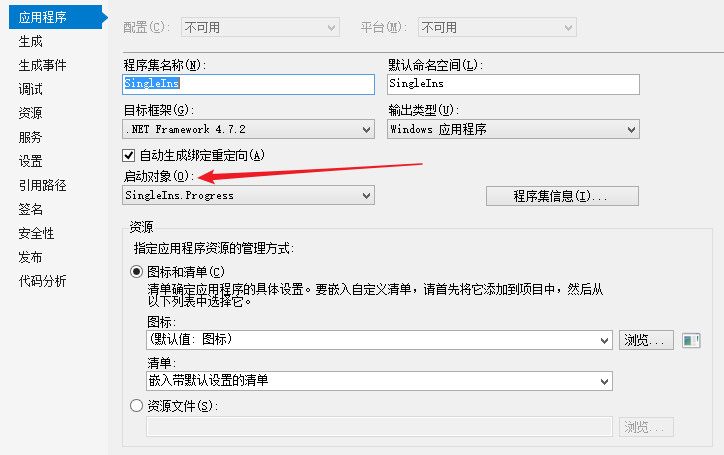 应用程序
生成
生成事件
调试
资源
服务
设置
引用路径
签名
安全性
发布
代码分析
配置(C): 不可用 平台(M): 不可用
程序集名称(N): 默认命名空间(L):
SingleIns SingleIns
目标框架(G): 输出类型(U):
.NET Framework 4.7.2 Windows 应用程序
自动生成绑定重定向(A)
启动对象(O):
SingleIns.Progress 程序集信息(I)...
资源
指定应用程序资源的管理方式:
图标和清单(C)
清单确定应用程序的具体设置。要嵌入自定义清单，请首先将它添加到项目中，然后从
以下列表中选择它。
图标:
(默认值: 图标) 浏览...
清单:
嵌入带默认设置的清单
资源文件(S):
浏览...